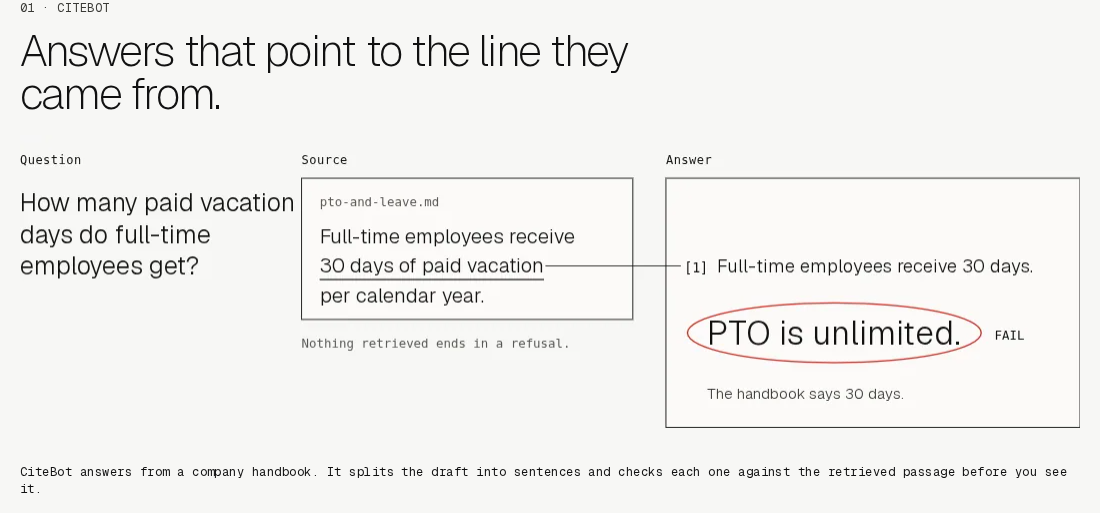 01 · CITEBOT
Answers that point to the line they
came from.
Question
How many paid vacation
days do full-time
employees get?
Source
pto-and-leave.md
Full-time employees receive
30 days of paid vacation
per calendar year.
Nothing retrieved ends in a refusal.
Answer
[1] Full-time employees receive 30 days.
PTO is unlimited. FAIL
The handbook says 30 days.
CiteBot answers from a company handbook. It splits the draft into sentences and checks each one against the retrieved passage before you see
it.